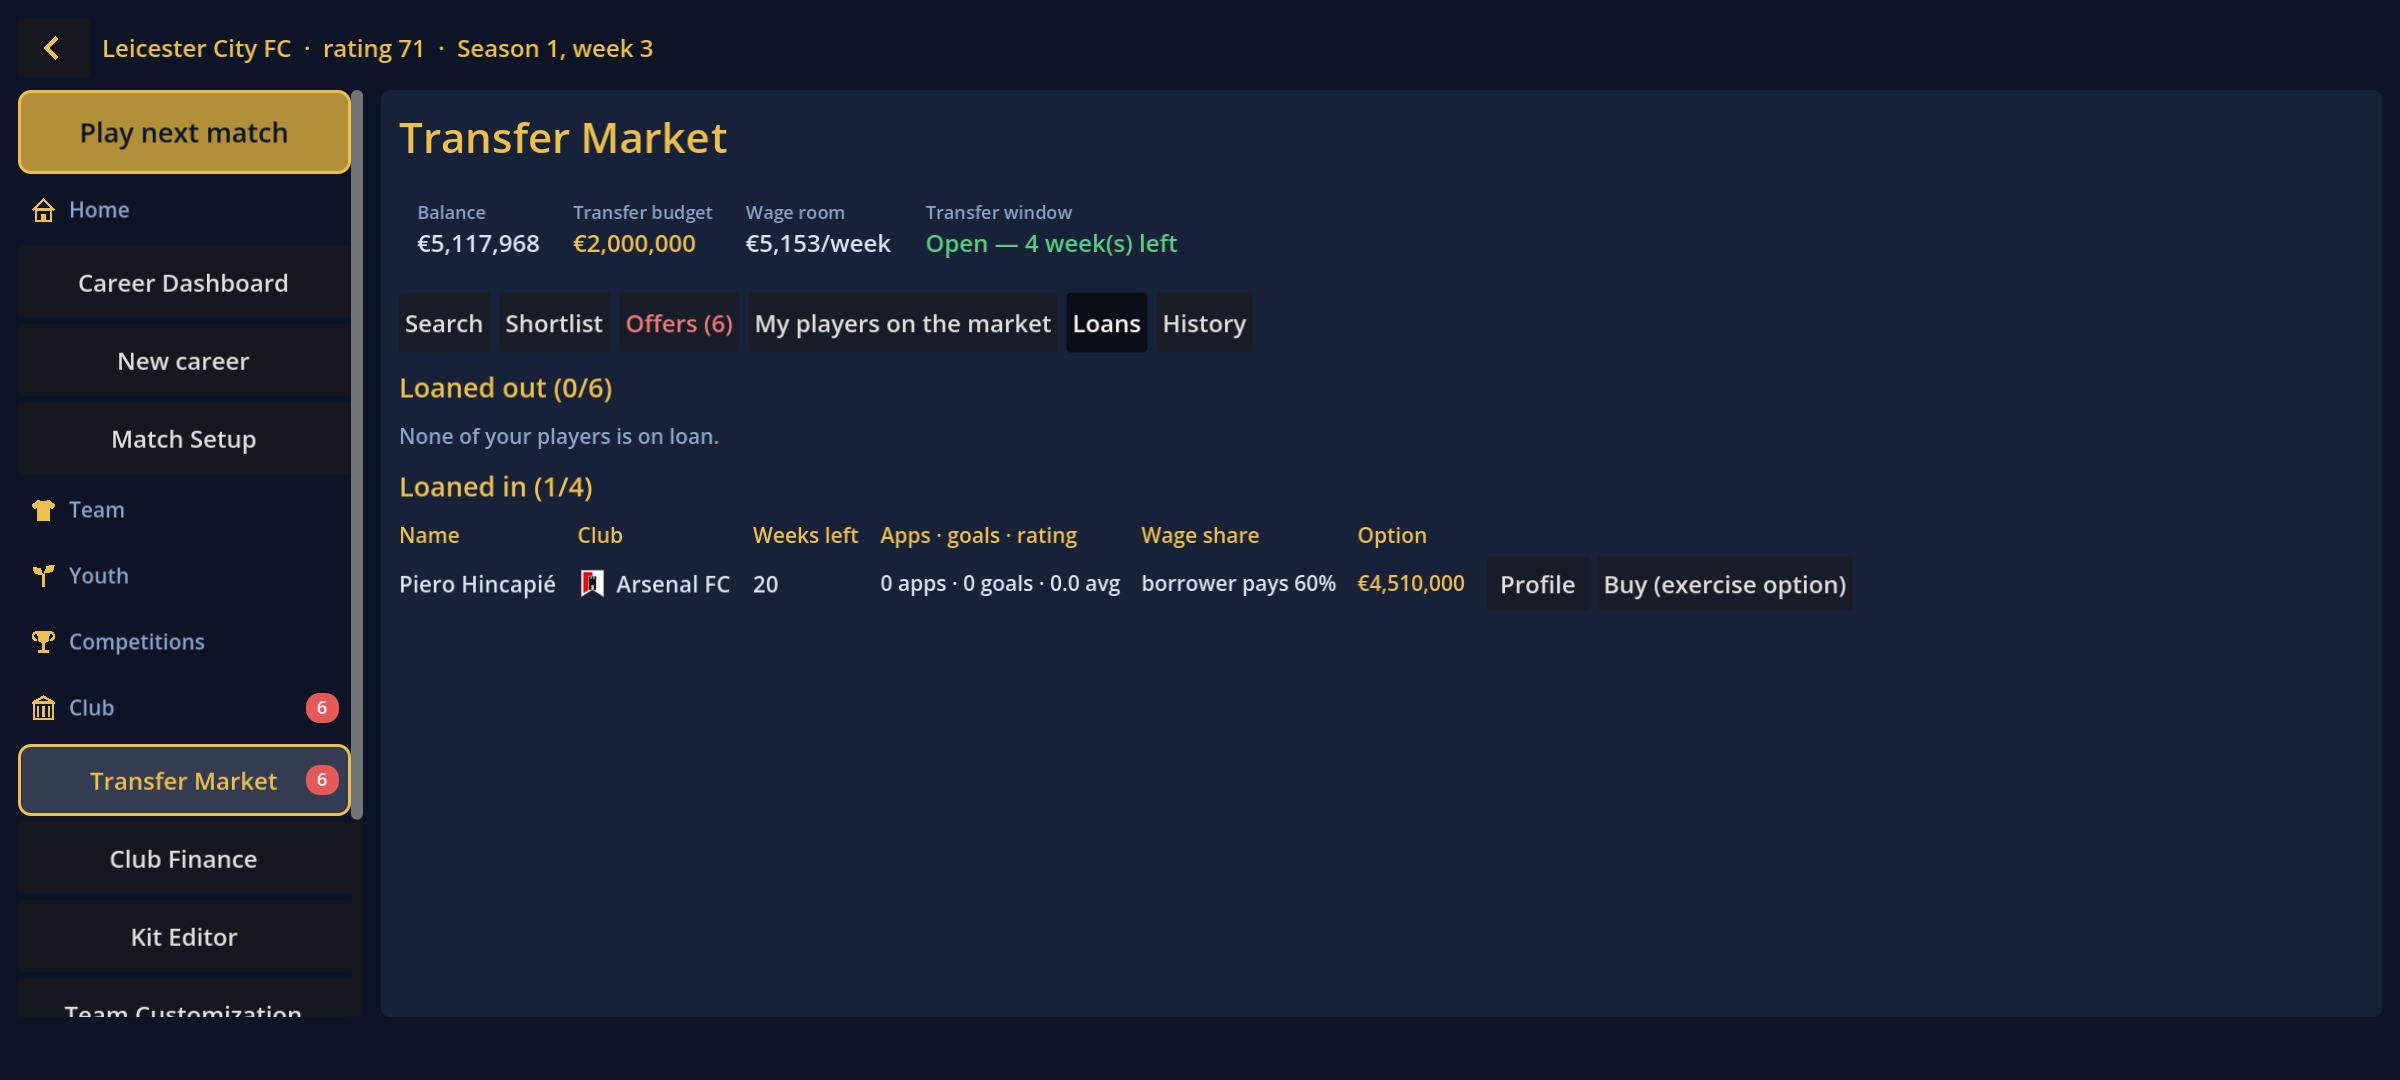 Leicester City FC · rating 71 · Season 1, week 3
Play next match
Home
Career Dashboard
New career
Match Setup
Team
Youth
Competitions
Club 6
Transfer Market 6
Club Finance
Kit Editor
Team Customization
Transfer Market
Balance Transfer budget Wage room Transfer window
€5,117,968 €2,000,000 €5,153/week Open — 4 week(s) left
Search Shortlist Offers (6) My players on the market Loans History
Loaned out (0/6)
None of your players is on loan.
Loaned in (1/4)
Name Club Weeks left Apps · goals · rating Wage share Option
Piero Hincapié Arsenal FC 20 0 apps · 0 goals · 0.0 avg borrower pays 60% €4,510,000 Profile Buy (exercise option)